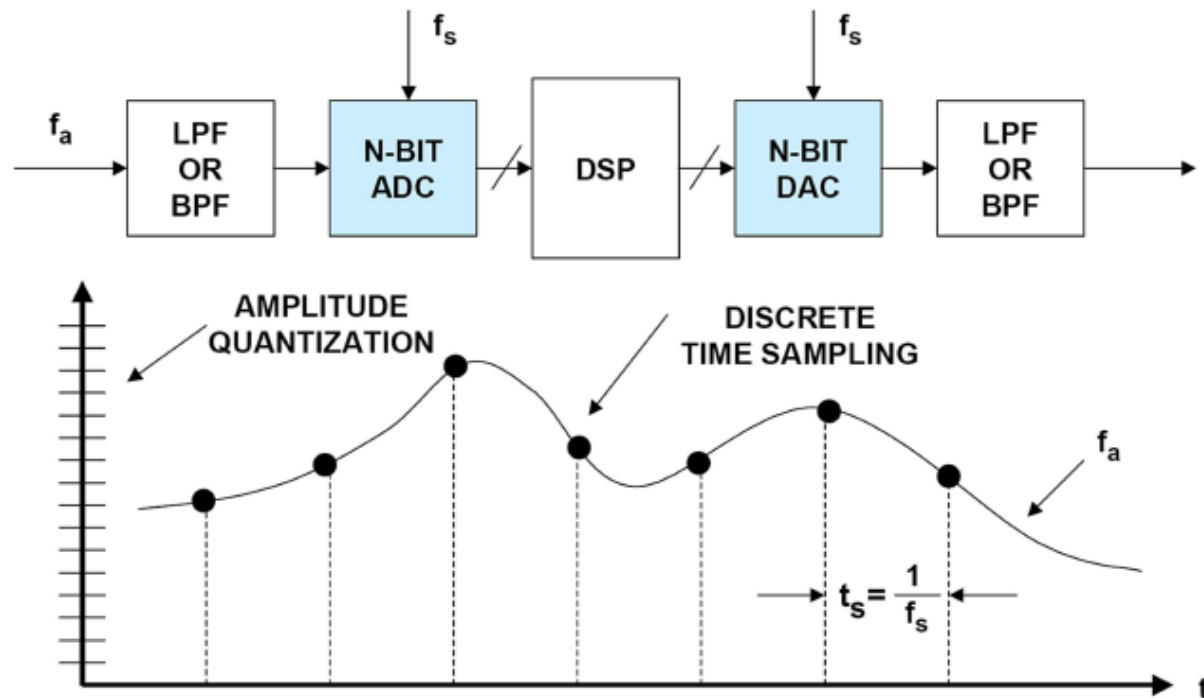 fs
fs
fa
LPF
OR
BPF
N-BIT
ADC
DSP
N-BIT
DAC
LPF
OR
BPF
AMPLITUDE
QUANTIZATION
DISCRETE
TIME SAMPLING
fa
ts= 1/fs
t